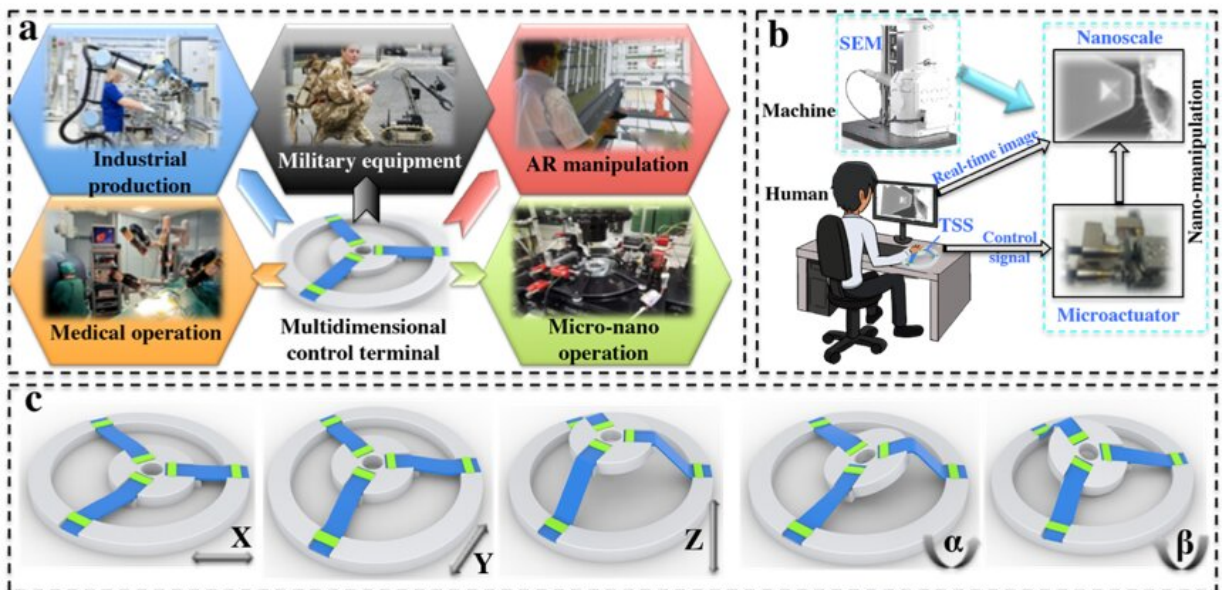 a
Industrial
production
Military equipment
AR manipulation
Medical operation
Multidimensional
control terminal
Micro-nano
operation
b
SEM
Nanoscale
Machine
Real-time image
Nano-manipulation
Human
TSS
Control
signal
Microactuator
c
X
Y
Z
α
β